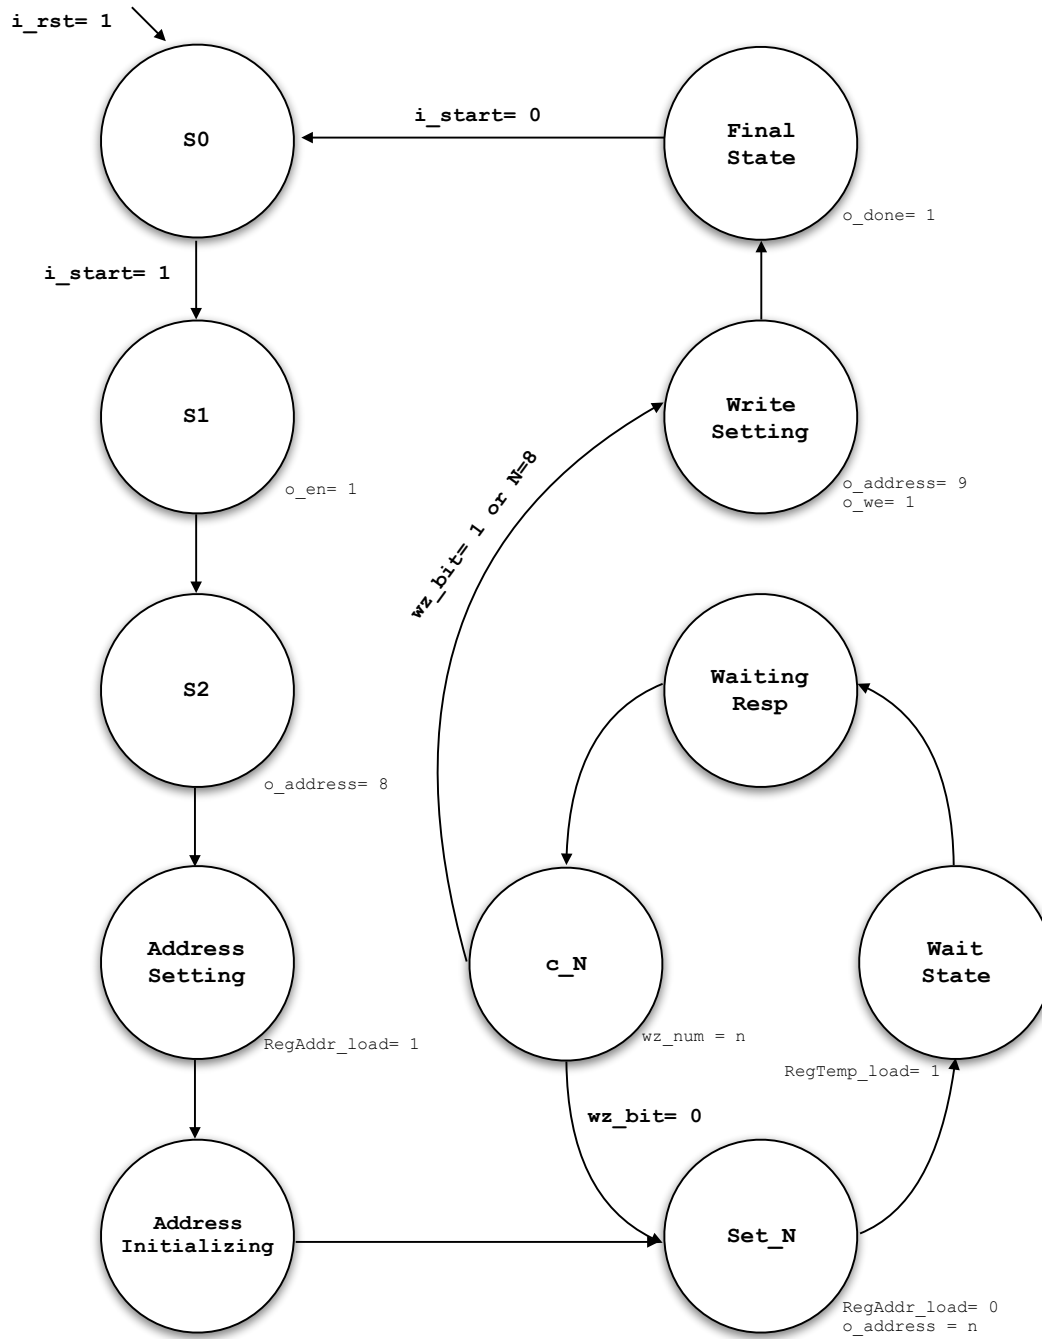 i_rst= 1
S0
i_start= 0
Final
State
o_done= 1
i_start= 1
S1
o_en= 1
Write
Setting
o_address= 9
o_we= 1
wz_bit= 1 or N=8
S2
o_address= 8
Waiting
Resp
Address
Setting
RegAddr_load= 1
c_N
wz_num = n
Wait
State
RegTemp_load= 1
wz_bit= 0
Address
Initializing
Set_N
RegAddr_load= 0
o_address = n